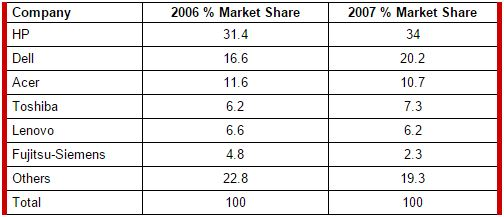 Company 2006 % Market Share 2007 % Market Share
HP 31.4 34
Dell 16.6 20.2
Acer 11.6 10.7
Toshiba 6.2 7.3
Lenovo 6.6 6.2
Fujitsu-Siemens 4.8 2.3
Others 22.8 19.3
Total 100 100